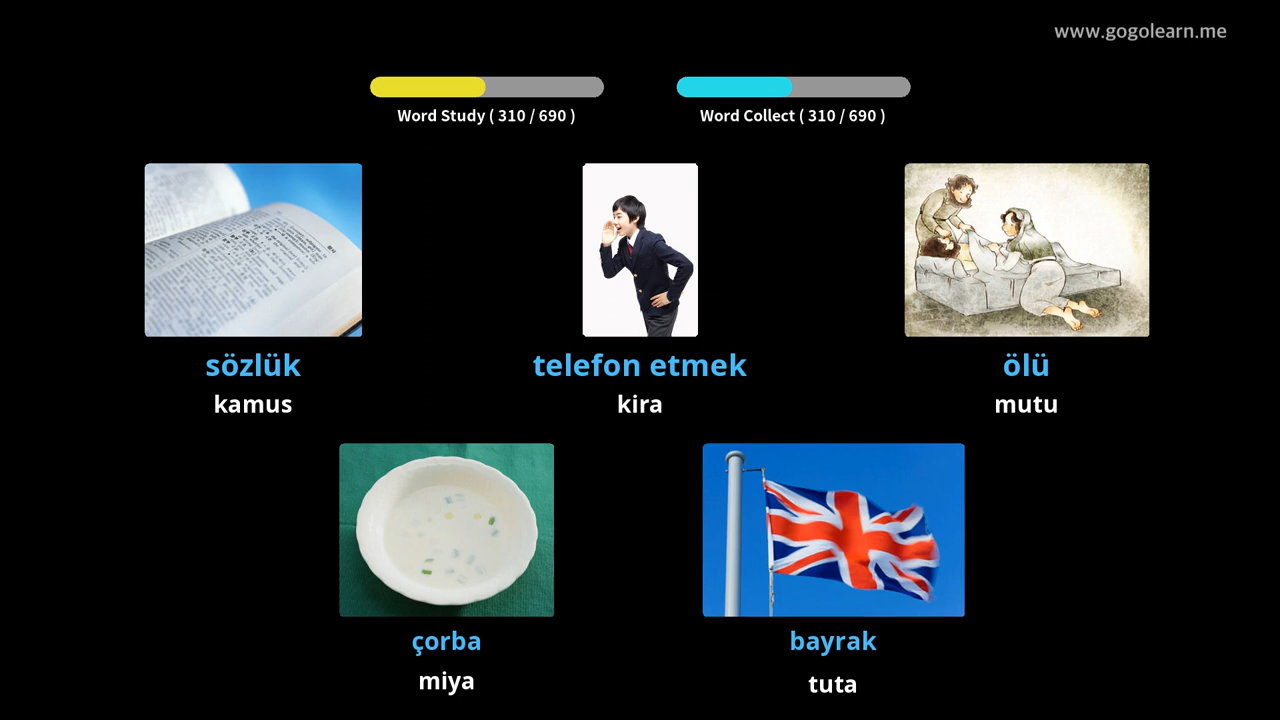 www.gogolearn.me
Word Study ( 310 / 690 )
Word Collect ( 310 / 690 )
sözlük
kamus
telefon etmek
kira
ölü
mutu
çorba
miya
bayrak
tuta